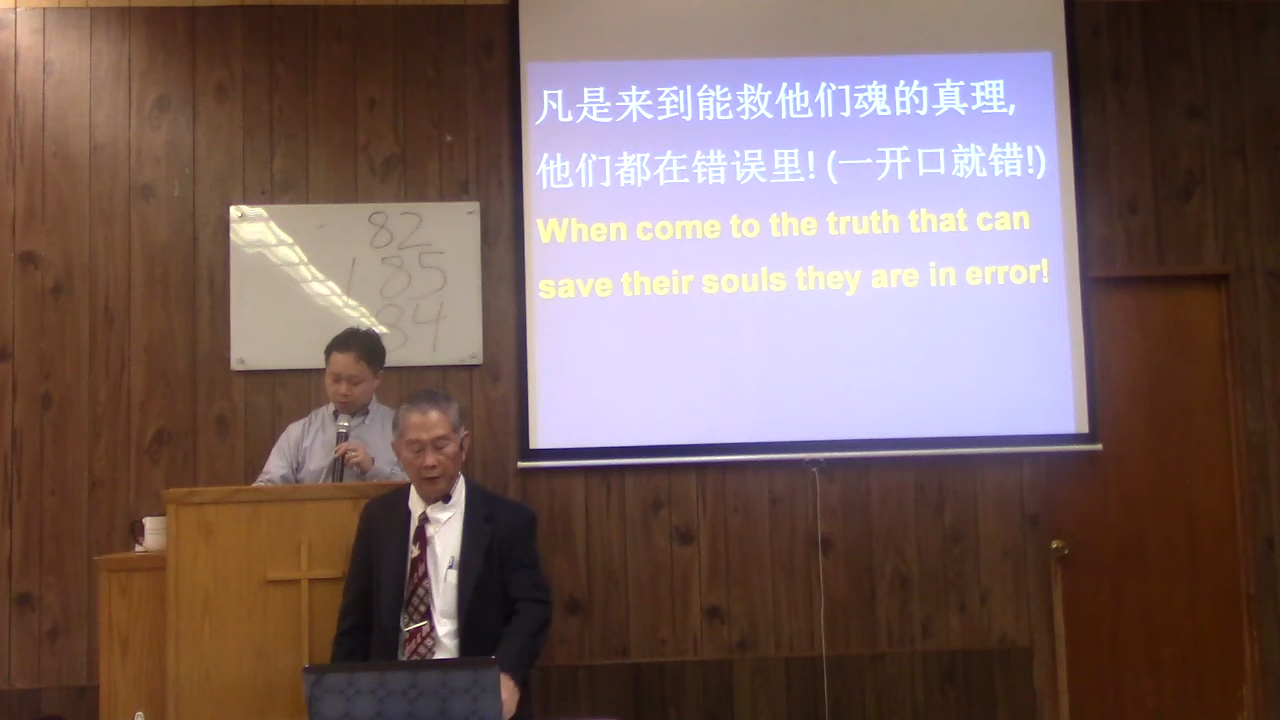 凡是来到能救他们魂的真理,
他们都在错误里! (一开口就错!)
When come to the truth that can
save their souls they are in error!
82
185
84